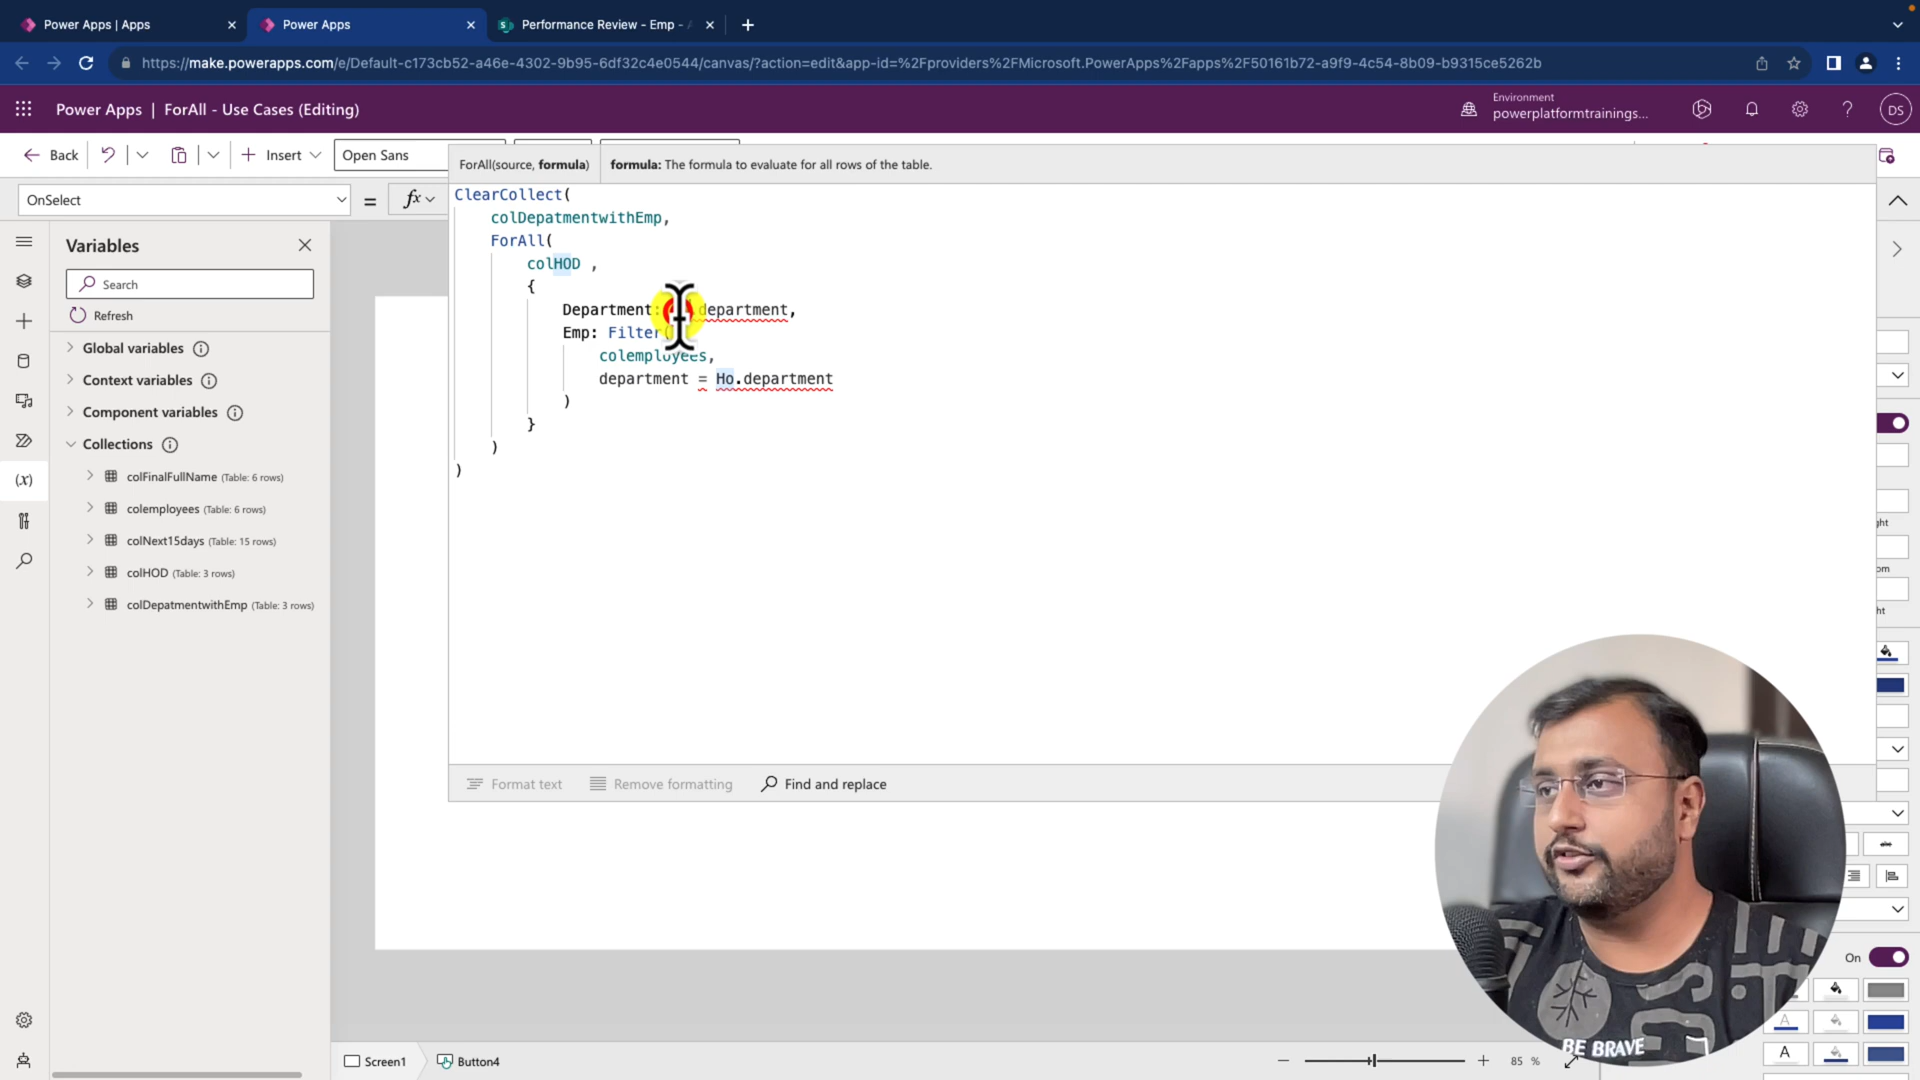 Power Apps | Apps
Power Apps
Performance Review - Emp -
https://make.powerapps.com/e/Default-c173cb52-a46e-4302-9b95-6df32c4e0544/canvas/?action=edit&app-id=%2Fproviders%2FMicrosoft.PowerApps%2Fapps%2F50161b72-a9f9-4c54-8b09-b9315ce5262b
Power Apps | ForAll - Use Cases (Editing)
Environment
powerplatformtrainings...
DS
Back
Insert
Open Sans
ForAll(source, formula)
formula: The formula to evaluate for all rows of the table.
OnSelect
=
fx
ClearCollect(
colDepatmentwithEmp,
ForAll(
colHOD ,
{
Department: .department,
Emp: Filter(
colemployees,
department = Ho.department
)
}
)
)
Variables
Search
Refresh
Global variables
Context variables
Component variables
Collections
colFinalFullName (Table: 6 rows)
colemployees (Table: 6 rows)
colNext15days (Table: 15 rows)
colHOD (Table: 3 rows)
colDepatmentwithEmp (Table: 3 rows)
Format text
Remove formatting
Find and replace
ght
om
ht
On
BE BRAVE
Screen1
Button4
85 %